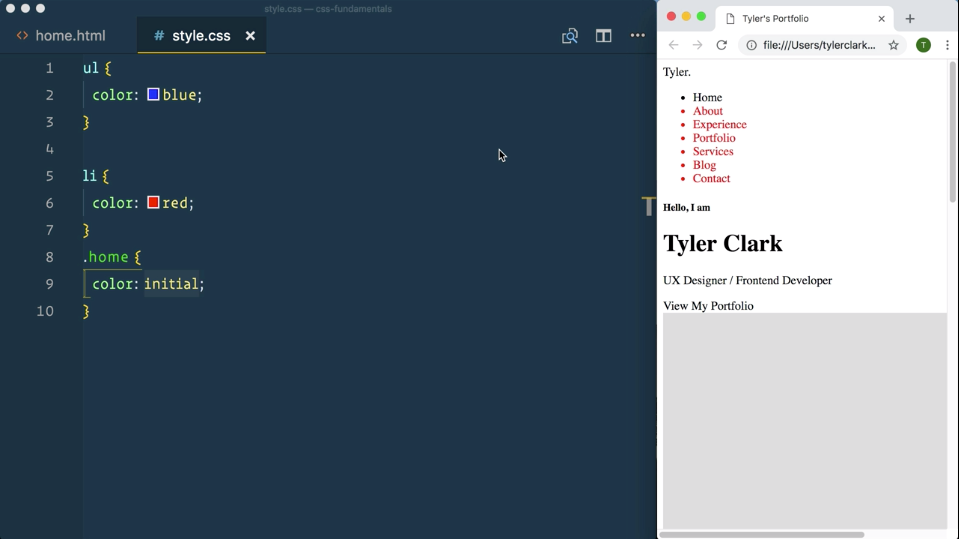 style.css — css-fundamentals
<> home.html
# style.css ×
1 ul {
2 color: blue;
3 }
4
5 li {
6 color: red;
7 }
8 .home {
9 color: initial;
10 }
T
Tyler's Portfolio × +
file:///Users/tylerclark... T
Tyler.
• Home
• About
• Experience
• Portfolio
• Services
• Blog
• Contact
Hello, I am
Tyler Clark
UX Designer / Frontend Developer
View My Portfolio